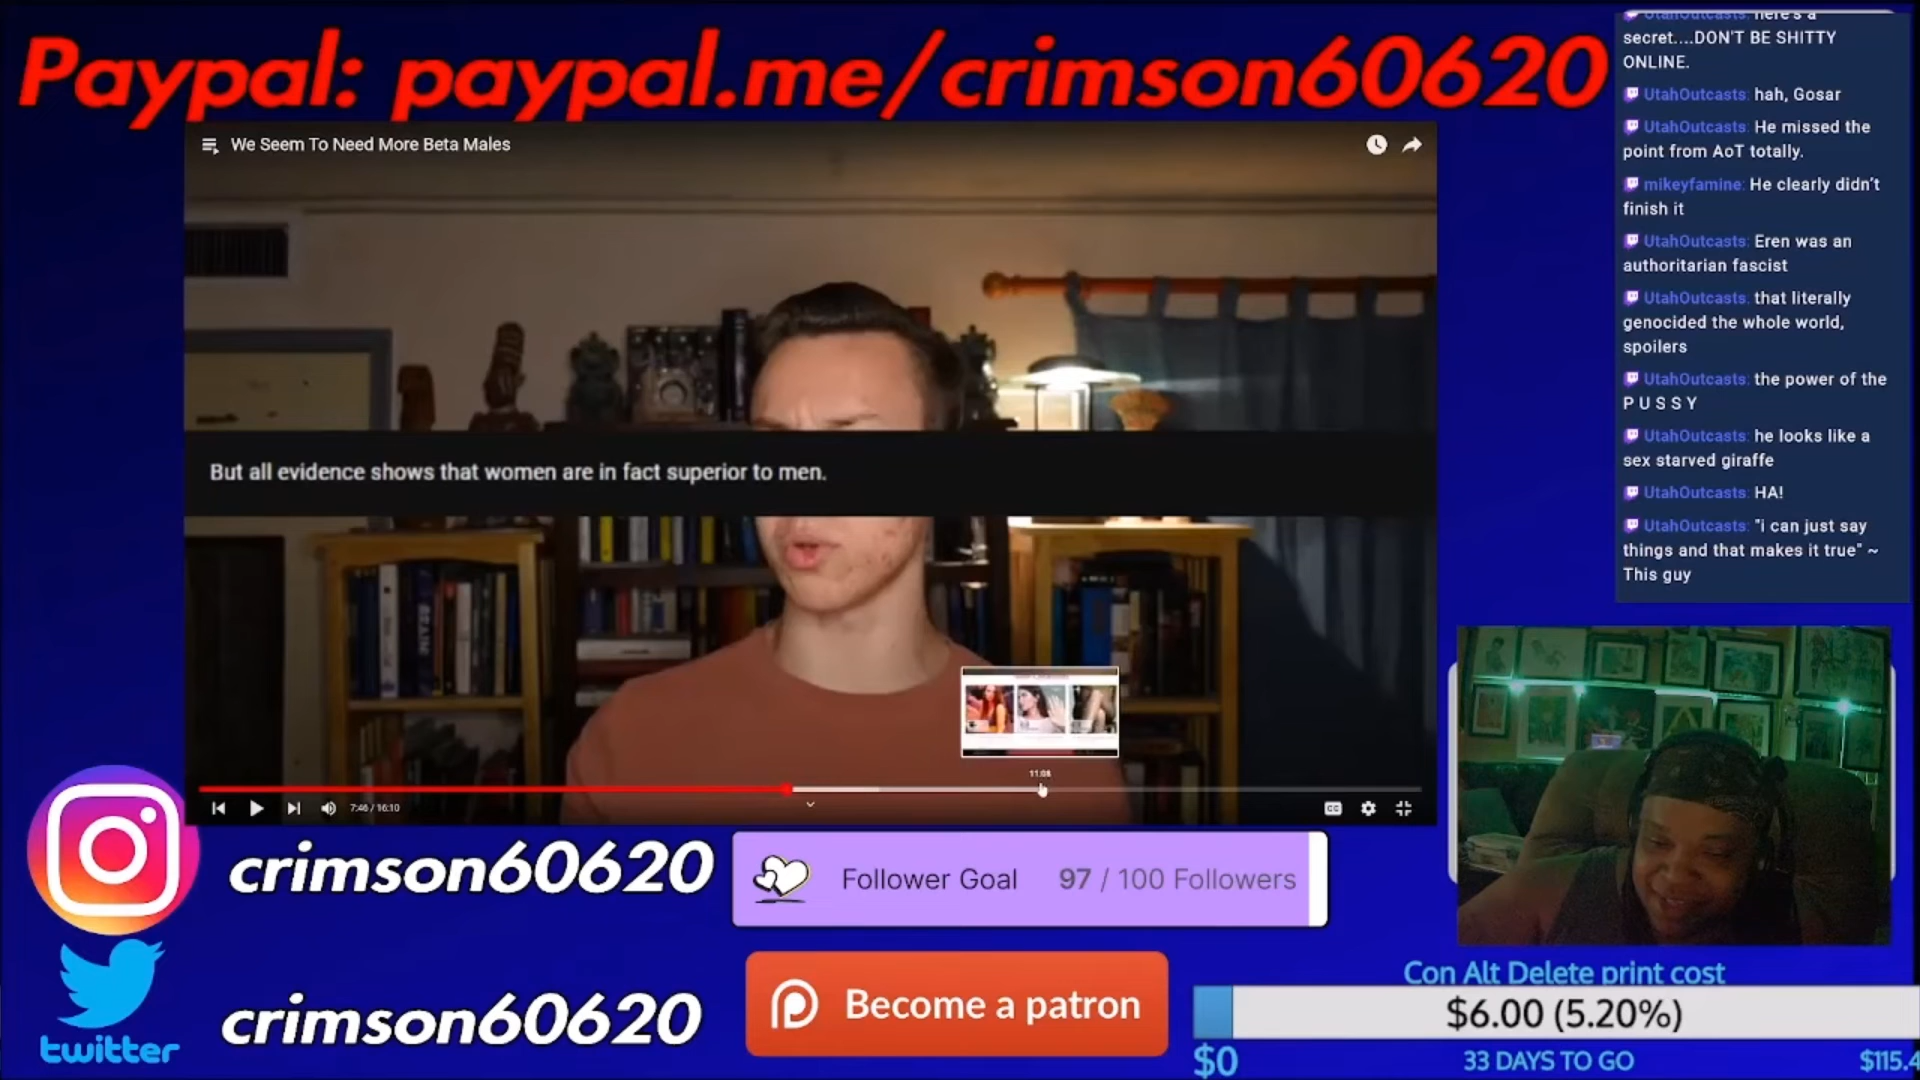 Paypal: paypal.me/crimson60620
We Seem To Need More Beta Males
But all evidence shows that women are in fact superior to men.
11:08
7:46 / 16:10
CC
UtahOutcasts: here's a
secret....DON'T BE SHITTY
ONLINE.
UtahOutcasts: hah, Gosar
UtahOutcasts: He missed the
point from AoT totally.
mikeyfamine: He clearly didn't
finish it
UtahOutcasts: Eren was an
authoritarian fascist
UtahOutcasts: that literally
genocided the whole world,
spoilers
UtahOutcasts: the power of the
P U S S Y
UtahOutcasts: he looks like a
sex starved giraffe
UtahOutcasts: HA!
UtahOutcasts: "i can just say
things and that makes it true" ~
This guy
crimson60620
Follower Goal 97 / 100 Followers
twitter
crimson60620
Become a patron
Con Alt Delete print cost
$6.00 (5.20%)
$0 33 DAYS TO GO $115.4